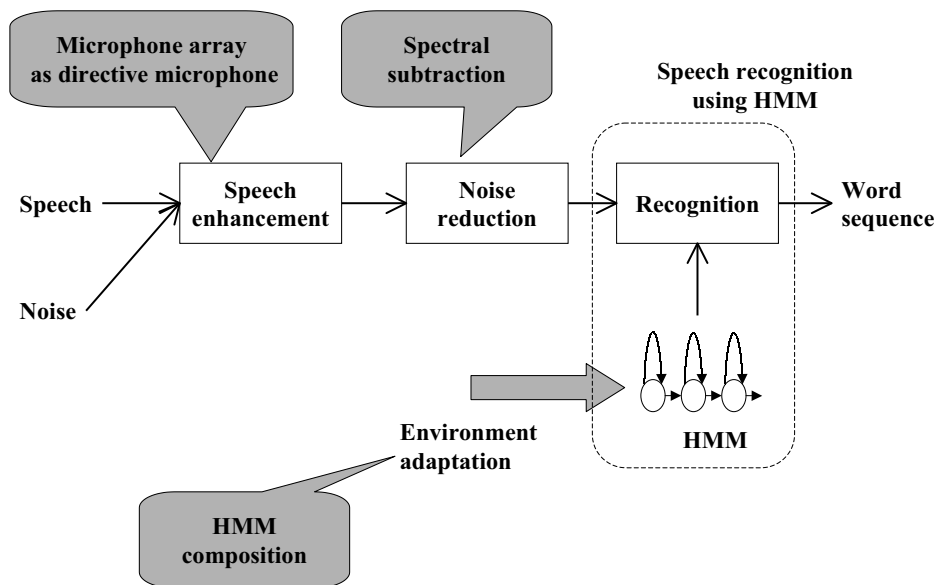 Microphone array
as directive microphone
Spectral
subtraction
Speech recognition
using HMM
Speech
Noise
Speech
enhancement
Noise
reduction
Recognition
Word
sequence
HMM
Environment
adaptation
HMM
composition